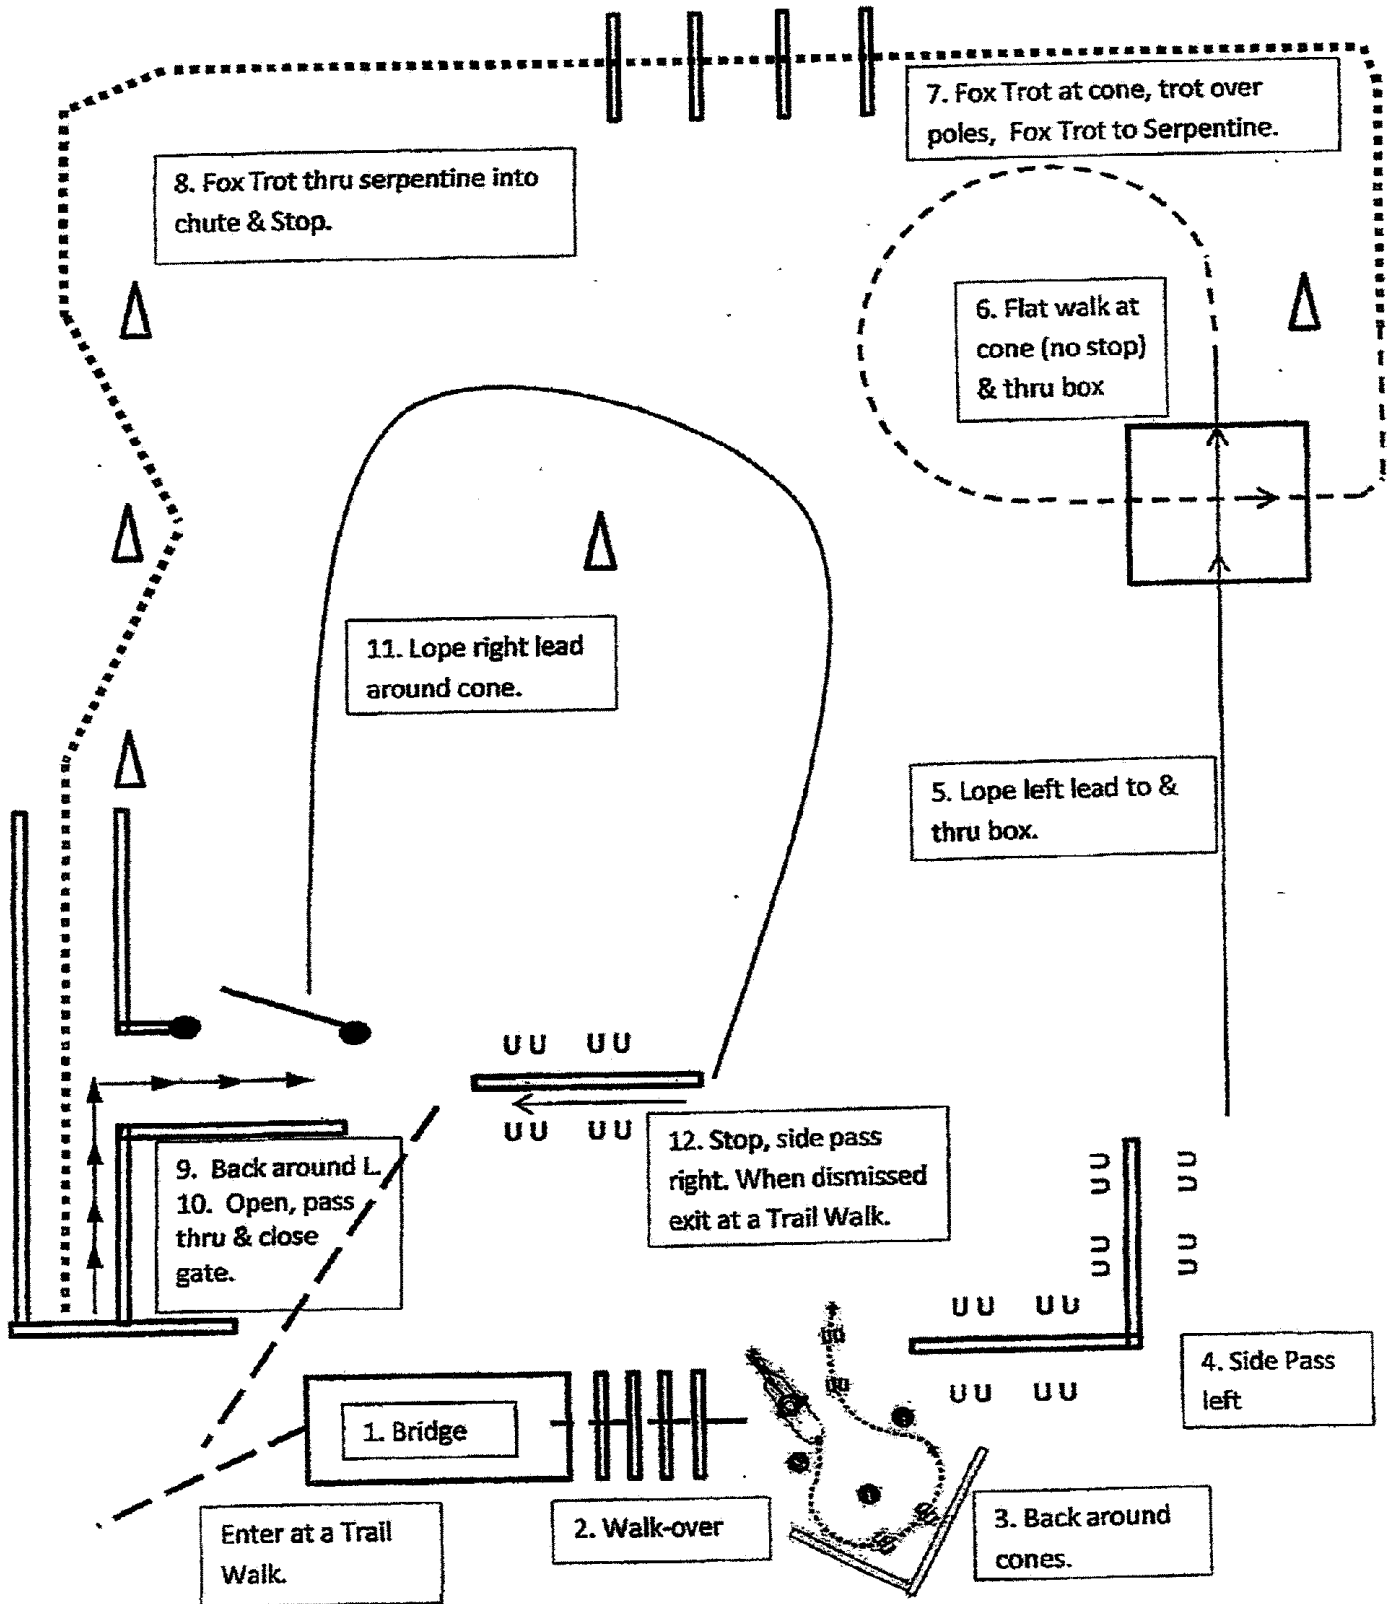 7. Fox Trot at cone, trot over
poles, Fox Trot to Serpentine.
8. Fox Trot thru serpentine into
chute & Stop.
6. Flat walk at
cone (no stop)
& thru box
11. Lope right lead
around cone.
5. Lope left lead to &
thru box.
12. Stop, side pass
right. When dismissed
exit at a Trail Walk.
9. Back around L.
10. Open, pass
thru & close
gate.
4. Side Pass
left
1. Bridge
2. Walk-over
3. Back around
cones.
Enter at a Trail
Walk.